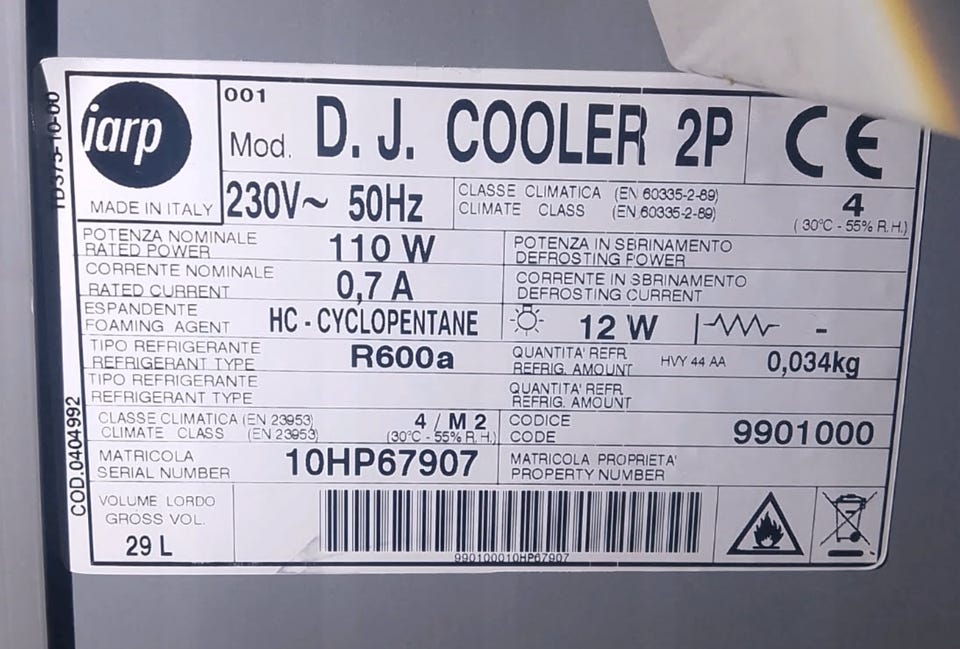 iarp
MADE IN ITALY
001
Mod. D. J. COOLER 2P
CE
230V~ 50Hz
CLASSE CLIMATICA (EN 60335-2-89)
CLIMATE CLASS (EN 60335-2-89)
4
(30°C - 55% R.H.)
POTENZA NOMINALE
RATED POWER
110 W
POTENZA IN SBRINAMENTO
DEFROSTING POWER
CORRENTE NOMINALE
RATED CURRENT
0,7 A
CORRENTE IN SBRINAMENTO
DEFROSTING CURRENT
ESPANDENTE
FOAMING AGENT
HC - CYCLOPENTANE
12 W
-
TIPO REFRIGERANTE
REFRIGERANT TYPE
R600a
QUANTITA' REFR.
REFRIG. AMOUNT
HVY 44 AA
0,034kg
TIPO REFRIGERANTE
REFRIGERANT TYPE
QUANTITA' REFR.
REFRIG. AMOUNT
CLASSE CLIMATICA (EN 23953)
CLIMATE CLASS (EN 23953)
4 / M 2
(30°C - 55% R.H.)
CODICE
CODE
9901000
MATRICOLA
SERIAL NUMBER
10HP67907
MATRICOLA PROPRIETA'
PROPERTY NUMBER
VOLUME LORDO
GROSS VOL.
29 L
990100010HP67907
COD.0404992